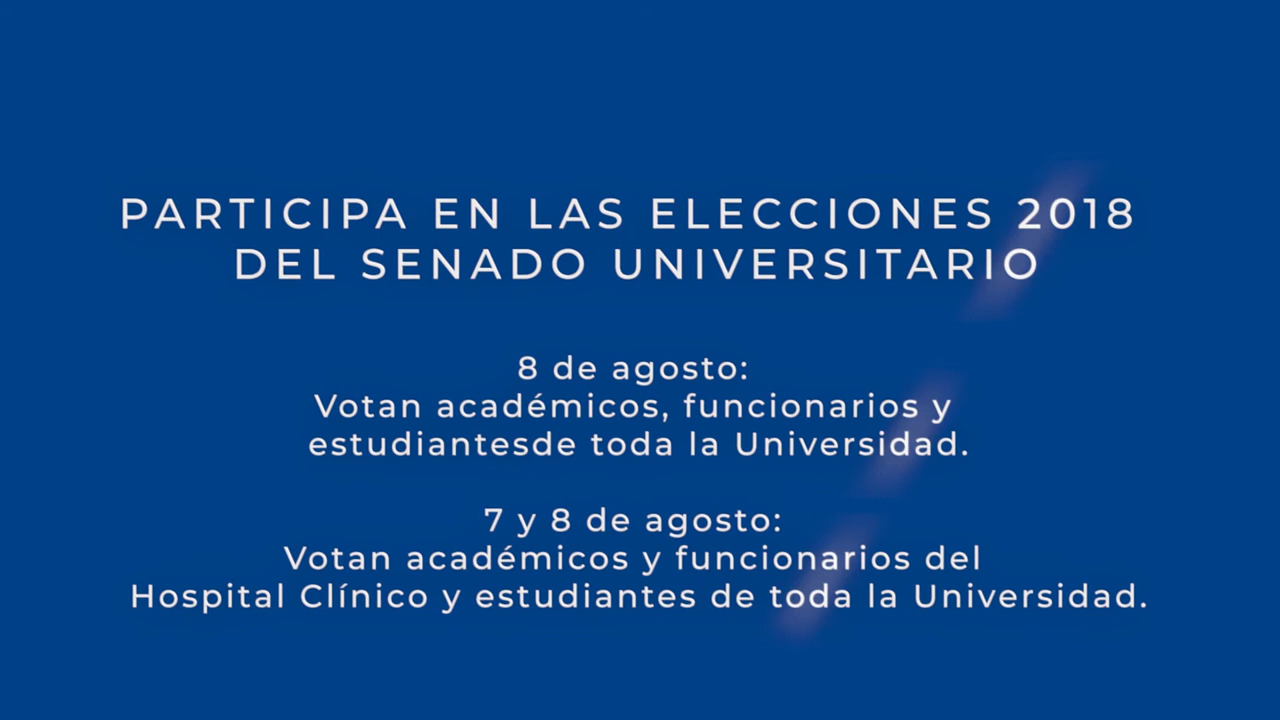 PARTICIPA EN LAS ELECCIONES 2018
DEL SENADO UNIVERSITARIO
8 de agosto:
Votan académicos, funcionarios y
estudiantesde toda la Universidad.
7 y 8 de agosto:
Votan académicos y funcionarios del
Hospital Clínico y estudiantes de toda la Universidad.